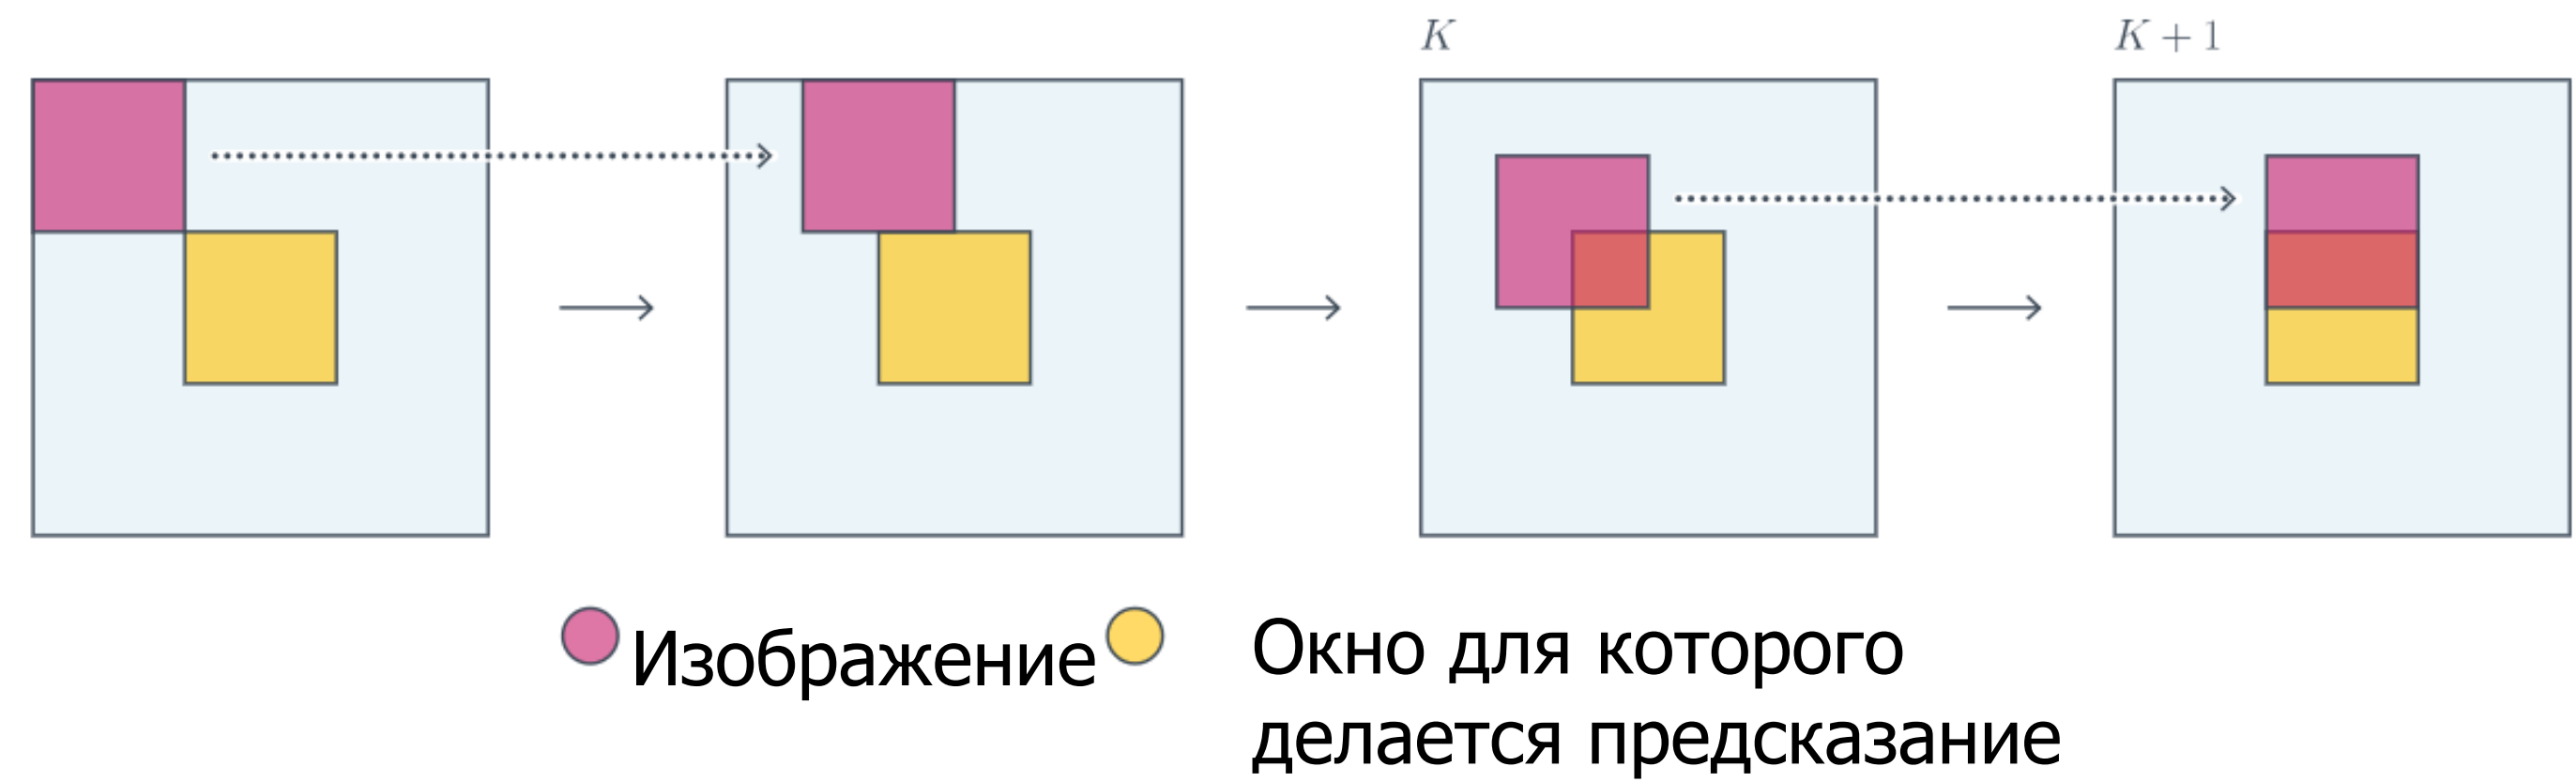 K
K + 1
Изображение
Окно для которого
делается предсказание